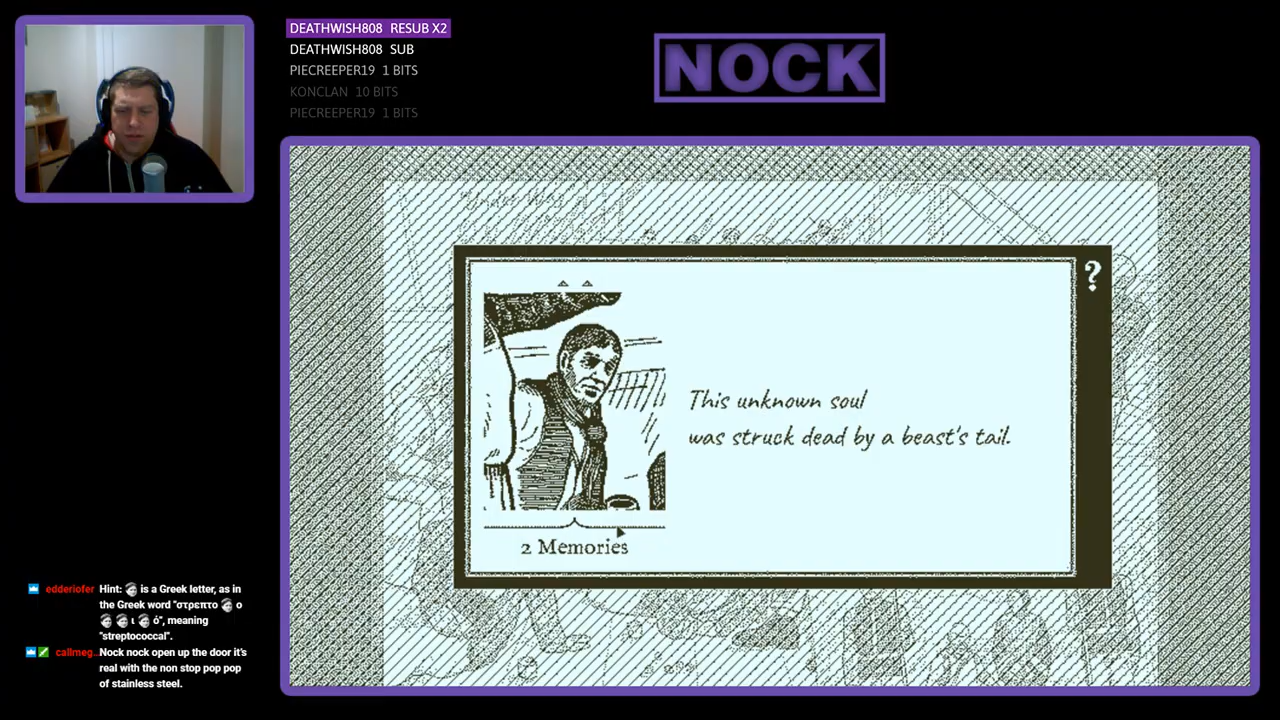 DEATHWISH808 RESUB X2
DEATHWISH808 SUB
PIECREEPER19 1 BITS
KONCLAN 10 BITS
PIECREEPER19 1 BITS
NOCK
?
This unknown soul
was struck dead by a beast's tail.
2 Memories
edderiofer Hint: is a Greek letter, as in
the Greek word "στρεπτο ο
ι ό", meaning
"streptococcal".
callmeg... Nock nock open up the door it's
real with the non stop pop pop
of stainless steel.